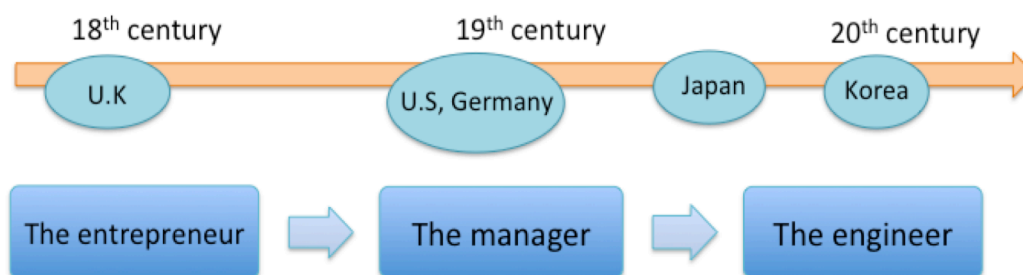 18th century
19th century
20th century
U.K
U.S, Germany
Japan
Korea
The entrepreneur
The manager
The engineer